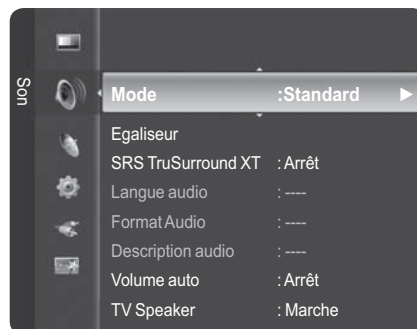 Son
Mode :Standard
Egaliseur
SRS TruSurround XT : Arrêt
Langue audio : ----
Format Audio : ----
Description audio : ----
Volume auto : Arrêt
TV Speaker : Marche